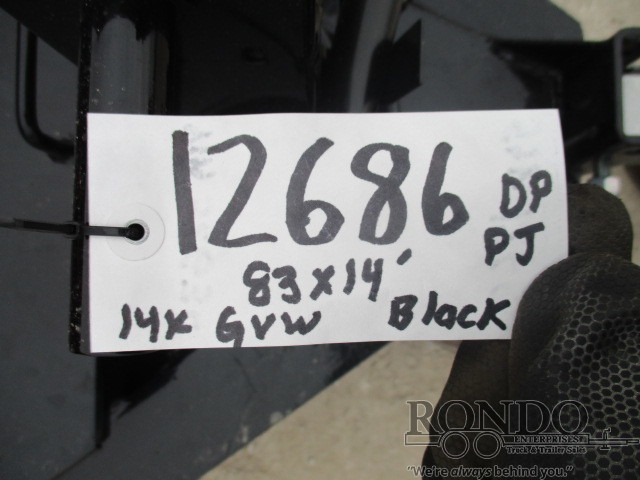 12686 DP
PJ
83x14'
14K GVW Black
RONDO
ENTERPRISES!
Truck & Trailer Sales
"We're always behind you."